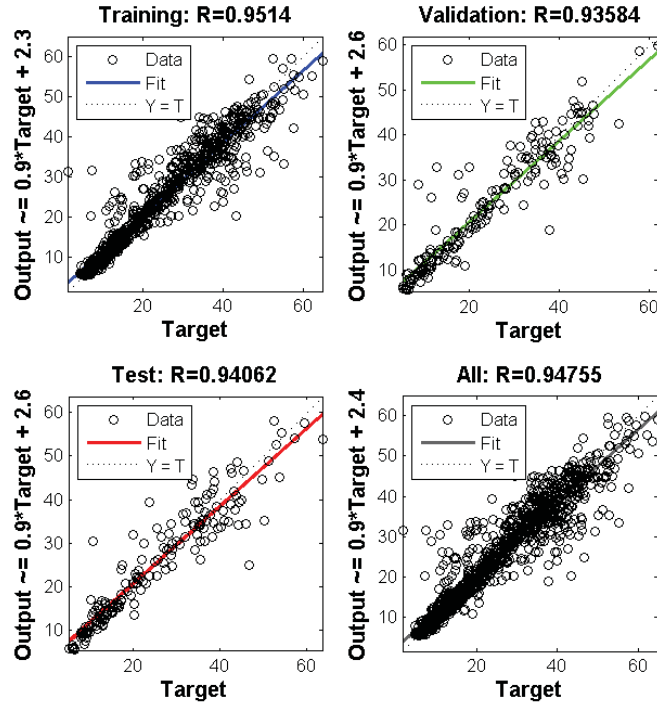 Training: R=0.9514
Output ~= 0.9*Target + 2.3
Data
Fit
Y = T
60
50
40
30
20
10
20
40
60
Target
Validation: R=0.93584
Output ~= 0.9*Target + 2.6
Data
Fit
Y = T
60
50
40
30
20
10
20
40
60
Target
Test: R=0.94062
Output ~= 0.9*Target + 2.6
Data
Fit
Y = T
60
50
40
30
20
10
20
40
60
Target
All: R=0.94755
Output ~= 0.9*Target + 2.4
Data
Fit
Y = T
60
50
40
30
20
10
20
40
60
Target